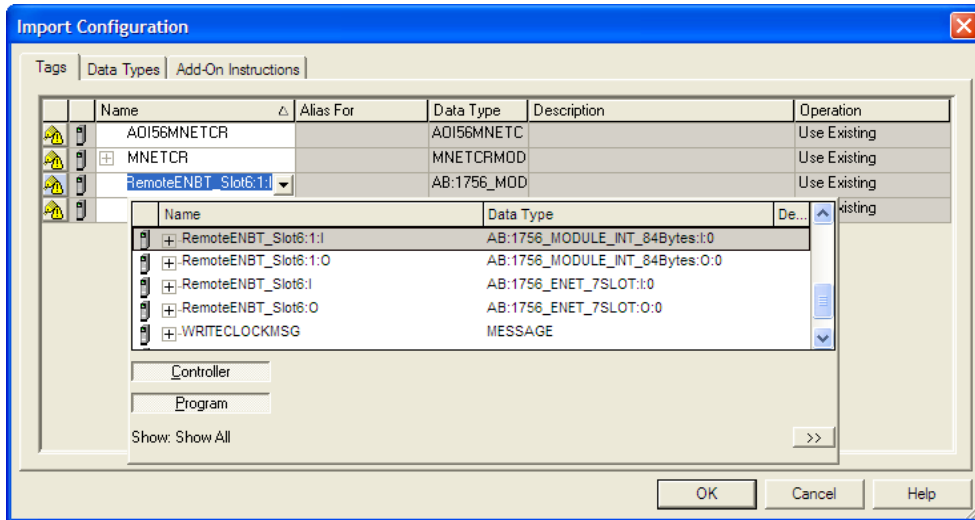 Import Configuration
Tags Data Types Add-On Instructions
Name Alias For Data Type Description Operation
AOI56MNETCR AOI56MNETC Use Existing
MNETCR MNETCRMOD Use Existing
RemoteENBT_Slot6:1:I AB:1756_MOD Use Existing
xisting
Name Data Type De...
RemoteENBT_Slot6:1:I AB:1756_MODULE_INT_84Bytes:I:0
RemoteENBT_Slot6:1:O AB:1756_MODULE_INT_84Bytes:O:0
RemoteENBT_Slot6:I AB:1756_ENET_7SLOT:I:0
RemoteENBT_Slot6:O AB:1756_ENET_7SLOT:O:0
WRITECLOCKMSG MESSAGE
Controller
Program
Show: Show All >>
OK Cancel Help